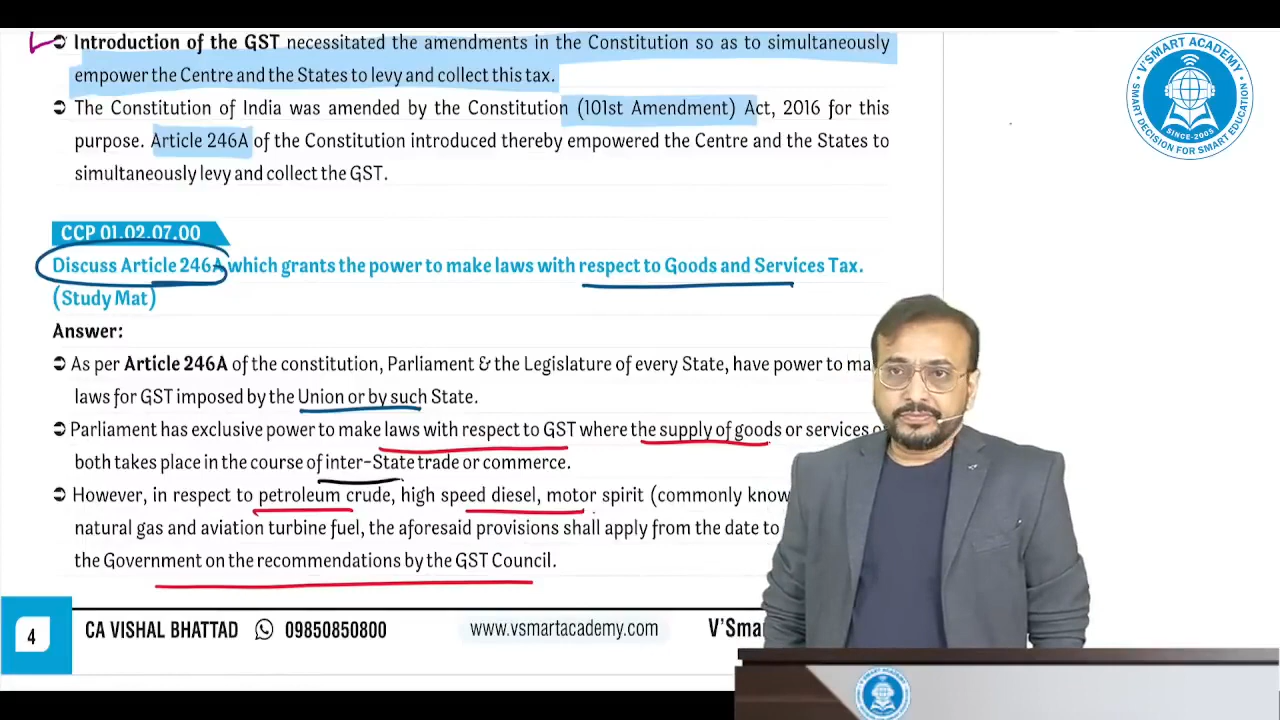 Introduction of the GST necessitated the amendments in the Constitution so as to simultaneously
empower the Centre and the States to levy and collect this tax.
The Constitution of India was amended by the Constitution (101st Amendment) Act, 2016 for this
purpose. Article 246A of the Constitution introduced thereby empowered the Centre and the States to
simultaneously levy and collect the GST.
CCP 01.02.07.00
Discuss Article 246A which grants the power to make laws with respect to Goods and Services Tax.
(Study Mat)
Answer:
As per Article 246A of the constitution, Parliament & the Legislature of every State, have power to ma
laws for GST imposed by the Union or by such State.
Parliament has exclusive power to make laws with respect to GST where the supply of goods or services o
both takes place in the course of inter-State trade or commerce.
However, in respect to petroleum crude, high speed diesel, motor spirit (commonly know
natural gas and aviation turbine fuel, the aforesaid provisions shall apply from the date to
the Government on the recommendations by the GST Council.
4
CA VISHAL BHATTAD 09850850800 www.vsmartacademy.com V'Sma
V'SMART ACADEMY
SMART DECISION FOR SMART EDUCATION
SINCE-2005